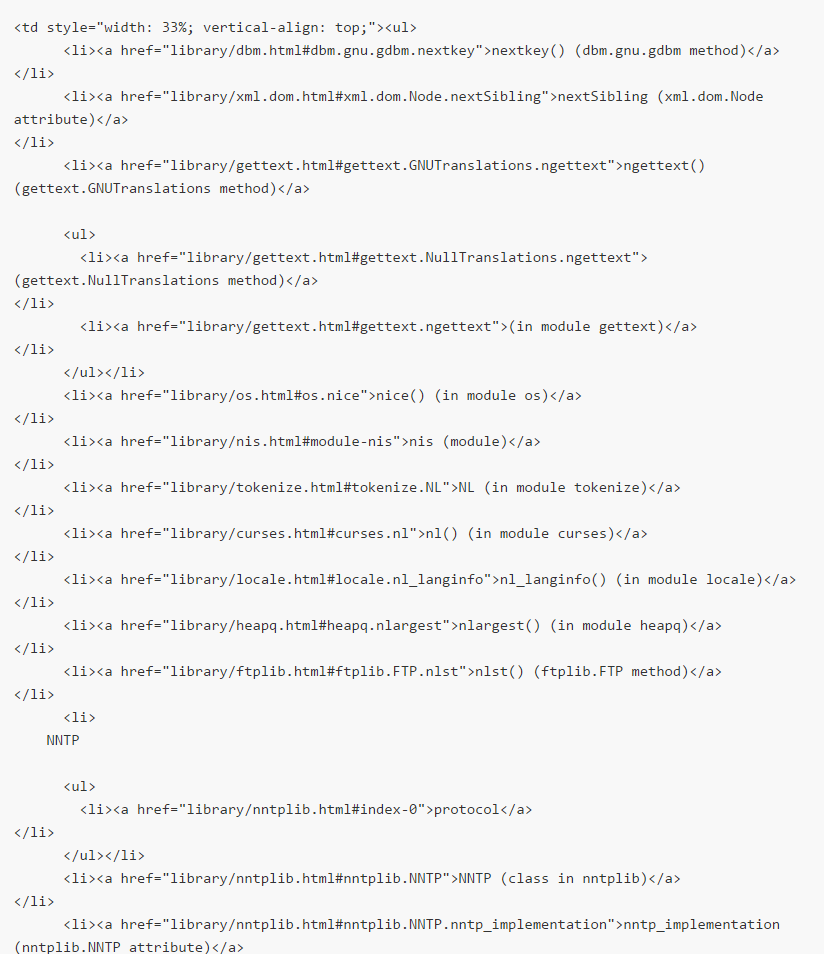 <td style="width: 33%; vertical-align: top;"><ul>
      <li><a href="library/dbm.html#dbm.gnu.gdbm.nextkey">nextkey() (dbm.gnu.gdbm method)</a>
</li>
      <li><a href="library/xml.dom.html#xml.dom.Node.nextSibling">nextSibling (xml.dom.Node
attribute)</a>
</li>
      <li><a href="library/gettext.html#gettext.GNUTranslations.ngettext">ngettext()
(gettext.GNUTranslations method)</a>

      <ul>
        <li><a href="library/gettext.html#gettext.NullTranslations.ngettext">
(gettext.NullTranslations method)</a>
</li>
        <li><a href="library/gettext.html#gettext.ngettext">(in module gettext)</a>
</li>
      </ul></li>
      <li><a href="library/os.html#os.nice">nice() (in module os)</a>
</li>
      <li><a href="library/nis.html#module-nis">nis (module)</a>
</li>
      <li><a href="library/tokenize.html#tokenize.NL">NL (in module tokenize)</a>
</li>
      <li><a href="library/curses.html#curses.nl">nl() (in module curses)</a>
</li>
      <li><a href="library/locale.html#locale.nl_langinfo">nl_langinfo() (in module locale)</a>
</li>
      <li><a href="library/heapq.html#heapq.nlargest">nlargest() (in module heapq)</a>
</li>
      <li><a href="library/ftplib.html#ftplib.FTP.nlst">nlst() (ftplib.FTP method)</a>
</li>
      <li>
    NNTP

      <ul>
        <li><a href="library/nntplib.html#index-0">protocol</a>
</li>
      </ul></li>
      <li><a href="library/nntplib.html#nntplib.NNTP">NNTP (class in nntplib)</a>
</li>
      <li><a href="library/nntplib.html#nntplib.NNTP.nntp_implementation">nntp_implementation
(nntplib.NNTP attribute)</a>